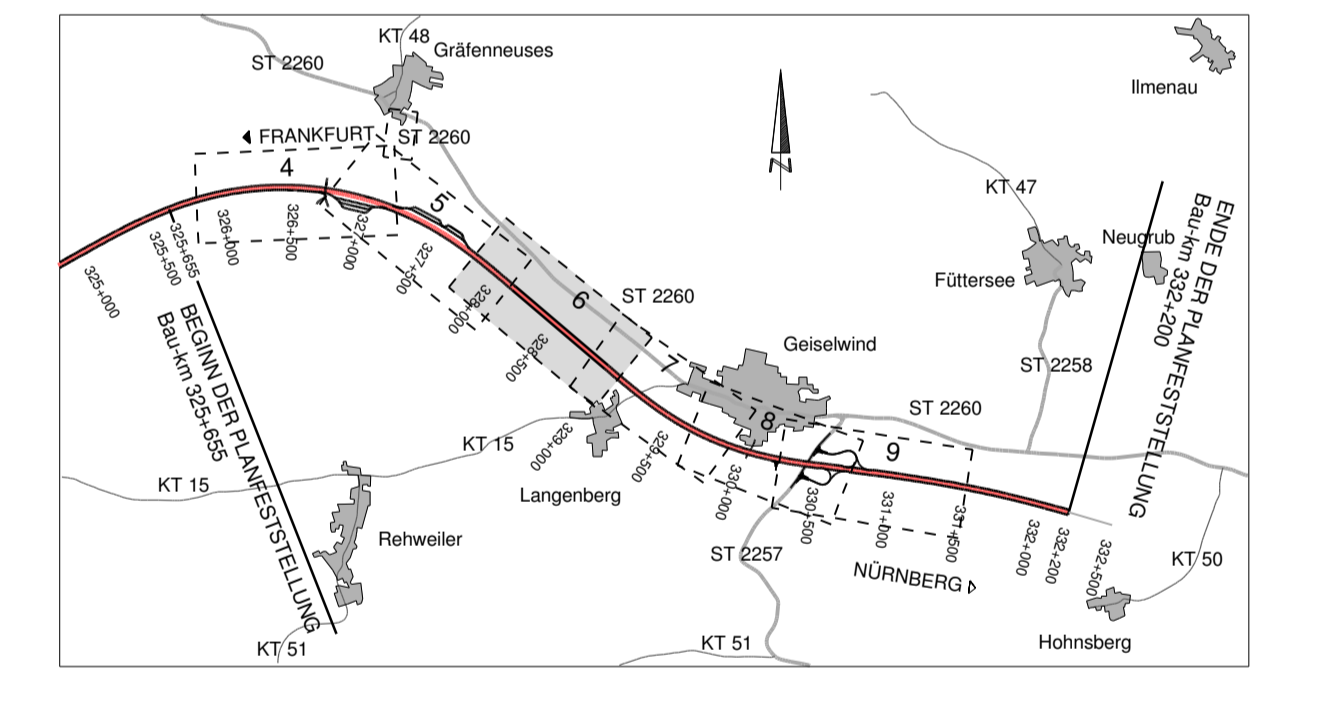 KT 48
Gräfenneuses
ST 2260
Ilmenau
FRANKFURT
ST 2260
4
KT 47
5
Neugrub
Füttersee
6
ST 2260
325+000
325+500
325+655
326+000
326+500
327+000
327+500
328+000
328+500
329+000
329+500
330+000
330+500
331+000
331+500
332+000
332+200
332+500
BEGINN DER PLANFESTSTELLUNG
Bau-km 325+655
ENDE DER PLANFESTSTELLUNG
Bau-km 332+200
N
7
Geiselwind
ST 2258
8
ST 2260
9
KT 15
KT 15
Langenberg
Rehweiler
ST 2257
NÜRNBERG
KT 50
KT 51
KT 51
Hohnsberg